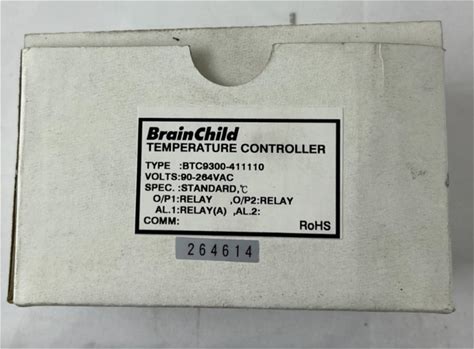 BrainChild
TEMPERATURE CONTROLLER
TYPE :BTC9300-411110
VOLTS:90-264VAC
SPEC. :STANDARD,℃
O/P1:RELAY ,O/P2:RELAY
AL.1:RELAY(A) ,AL.2:
COMM: RoHS
264614